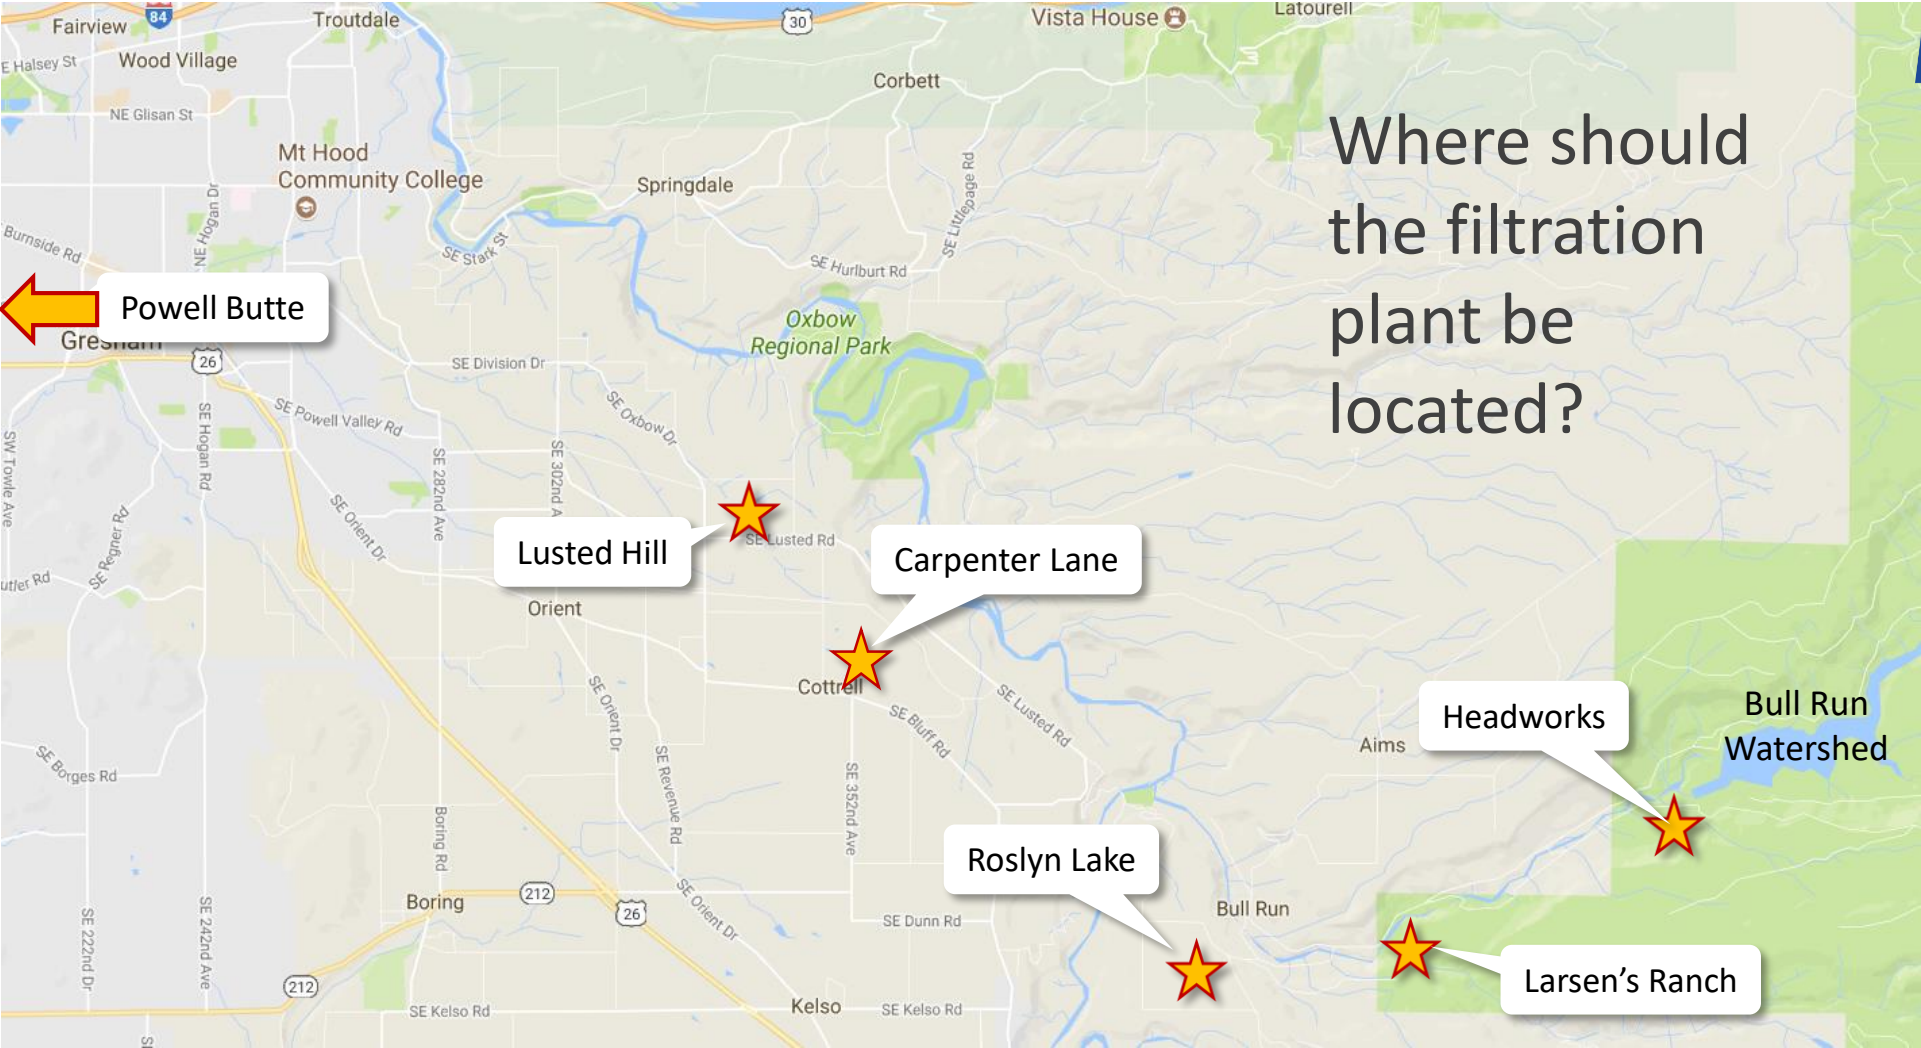 Fairview
84
Troutdale
30
Vista House
Latourell
E Halsey St
Wood Village
Corbett
NE Glisan St
Where should
the filtration
plant be
located?
Mt Hood
Community College
Springdale
SE Littlepage Rd
NE Hogan Dr
Burnside Rd
SE Stark St
SE Hurlburt Rd
Powell Butte
Oxbow
Regional Park
Gresham
26
SE Division Dr
SE Powell Valley Rd
SE Oxbow Dr
SW Towle Ave
SE Hogan Rd
SE 282nd Ave
SE 302nd A
SE Regner Rd
SE Orient Dr
Lusted Hill
SE Lusted Rd
Carpenter Lane
utler Rd
Orient
Cottrell
SE Orient Dr
SE Bluff Rd
SE Lusted Rd
Headworks
Bull Run
Watershed
Aims
SE Borges Rd
SE Revenue Rd
SE 352nd Ave
Boring Rd
Roslyn Lake
Boring
212
26
SE Orient Dr
SE Dunn Rd
Bull Run
SE 222nd Dr
SE 242nd Ave
212
Larsen's Ranch
SE Kelso Rd
Kelso
SE Kelso Rd